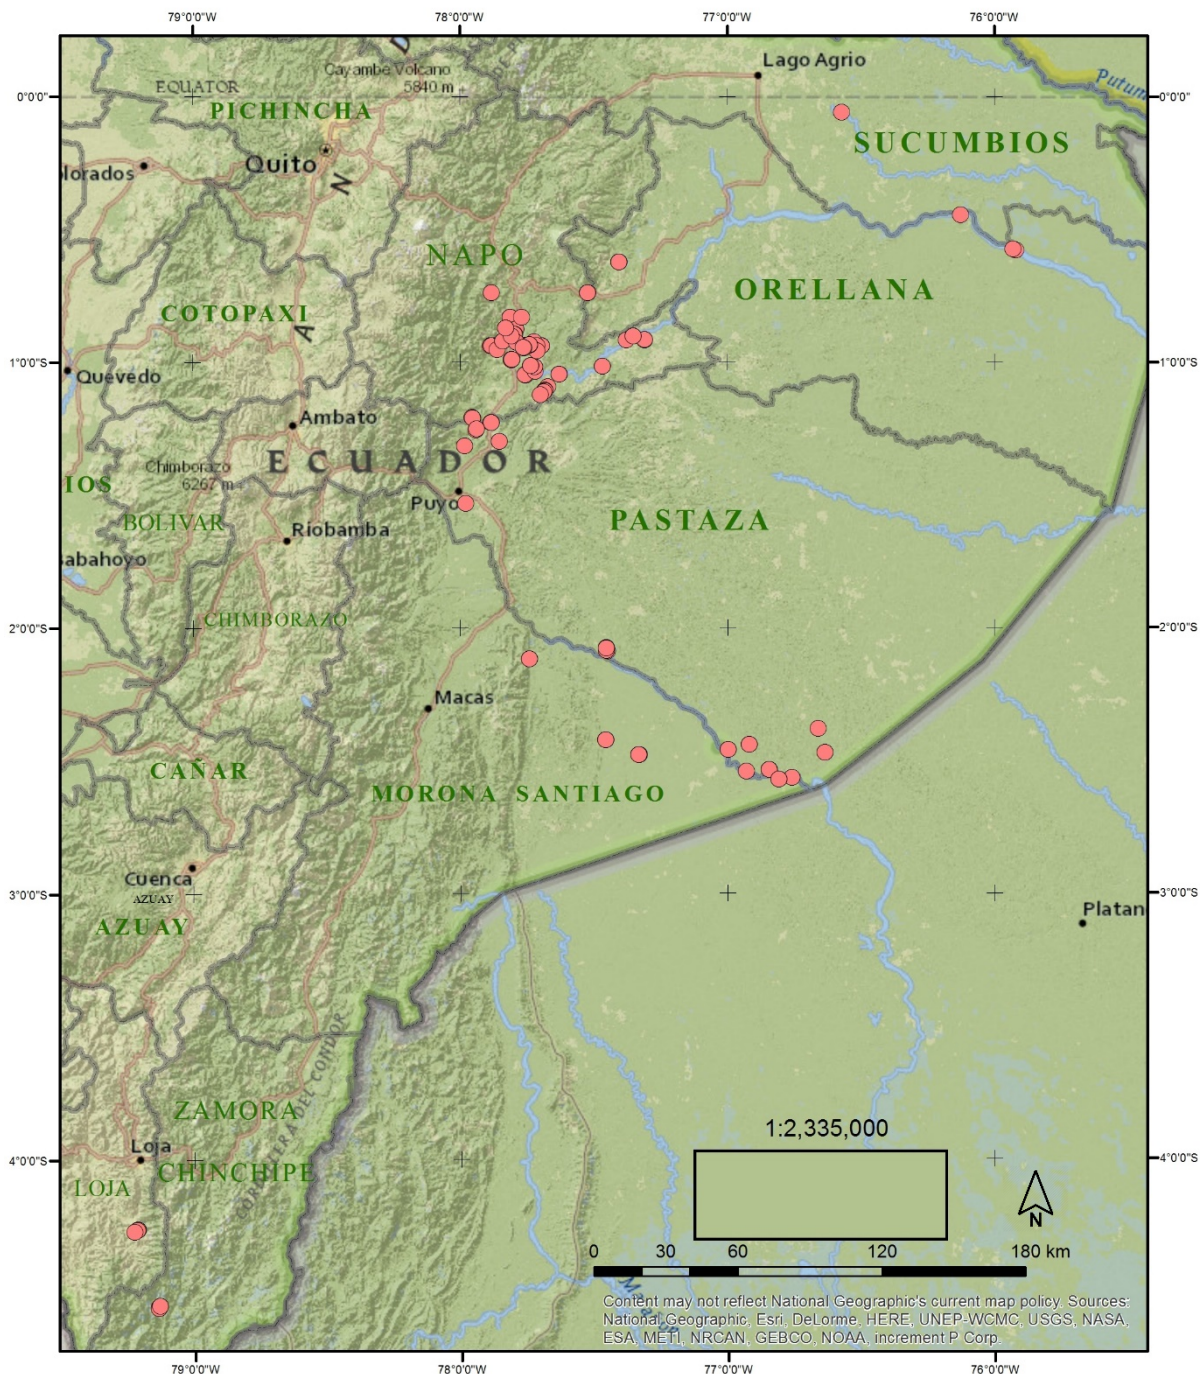 79°0'0"W
78°0'0"W
77°0'0"W
76°0'0"W
Cayambe Volcano
5840 m
Lago Agrio
EQUATOR
0°0'0"
0°0'0"
PICHINCHA
SUCUMBIOS
Quito
N
NAPO
ORELLANA
COTOPAXI
A
1°0'0"S
1°0'0"S
Quevedo
Ambato
ECUADOR
Chimborazo
6267 m
IOS
BOLIVAR
Puyo
PASTAZA
Riobamba
abahoyo
CHIMBORAZO
2°0'0"S
2°0'0"S
Macas
CAÑAR
MORONA SANTIAGO
Cuenca
AZUAY
3°0'0"S
3°0'0"S
AZUAY
Platan
ZAMORA
CORDILLERA DEL CONDOR
1:2,335,000
Loja
4°0'0"S
4°0'0"S
CHINCHIPE
LOJA
N
0 30 60 120 180 km
Content may not reflect National Geographic's current map policy. Sources:
National Geographic, Esri, DeLorme, HERE, UNEP-WCMC, USGS, NASA,
ESA, METI, NRCAN, GEBCO, NOAA, increment P Corp.
79°0'0"W
78°0'0"W
77°0'0"W
76°0'0"W